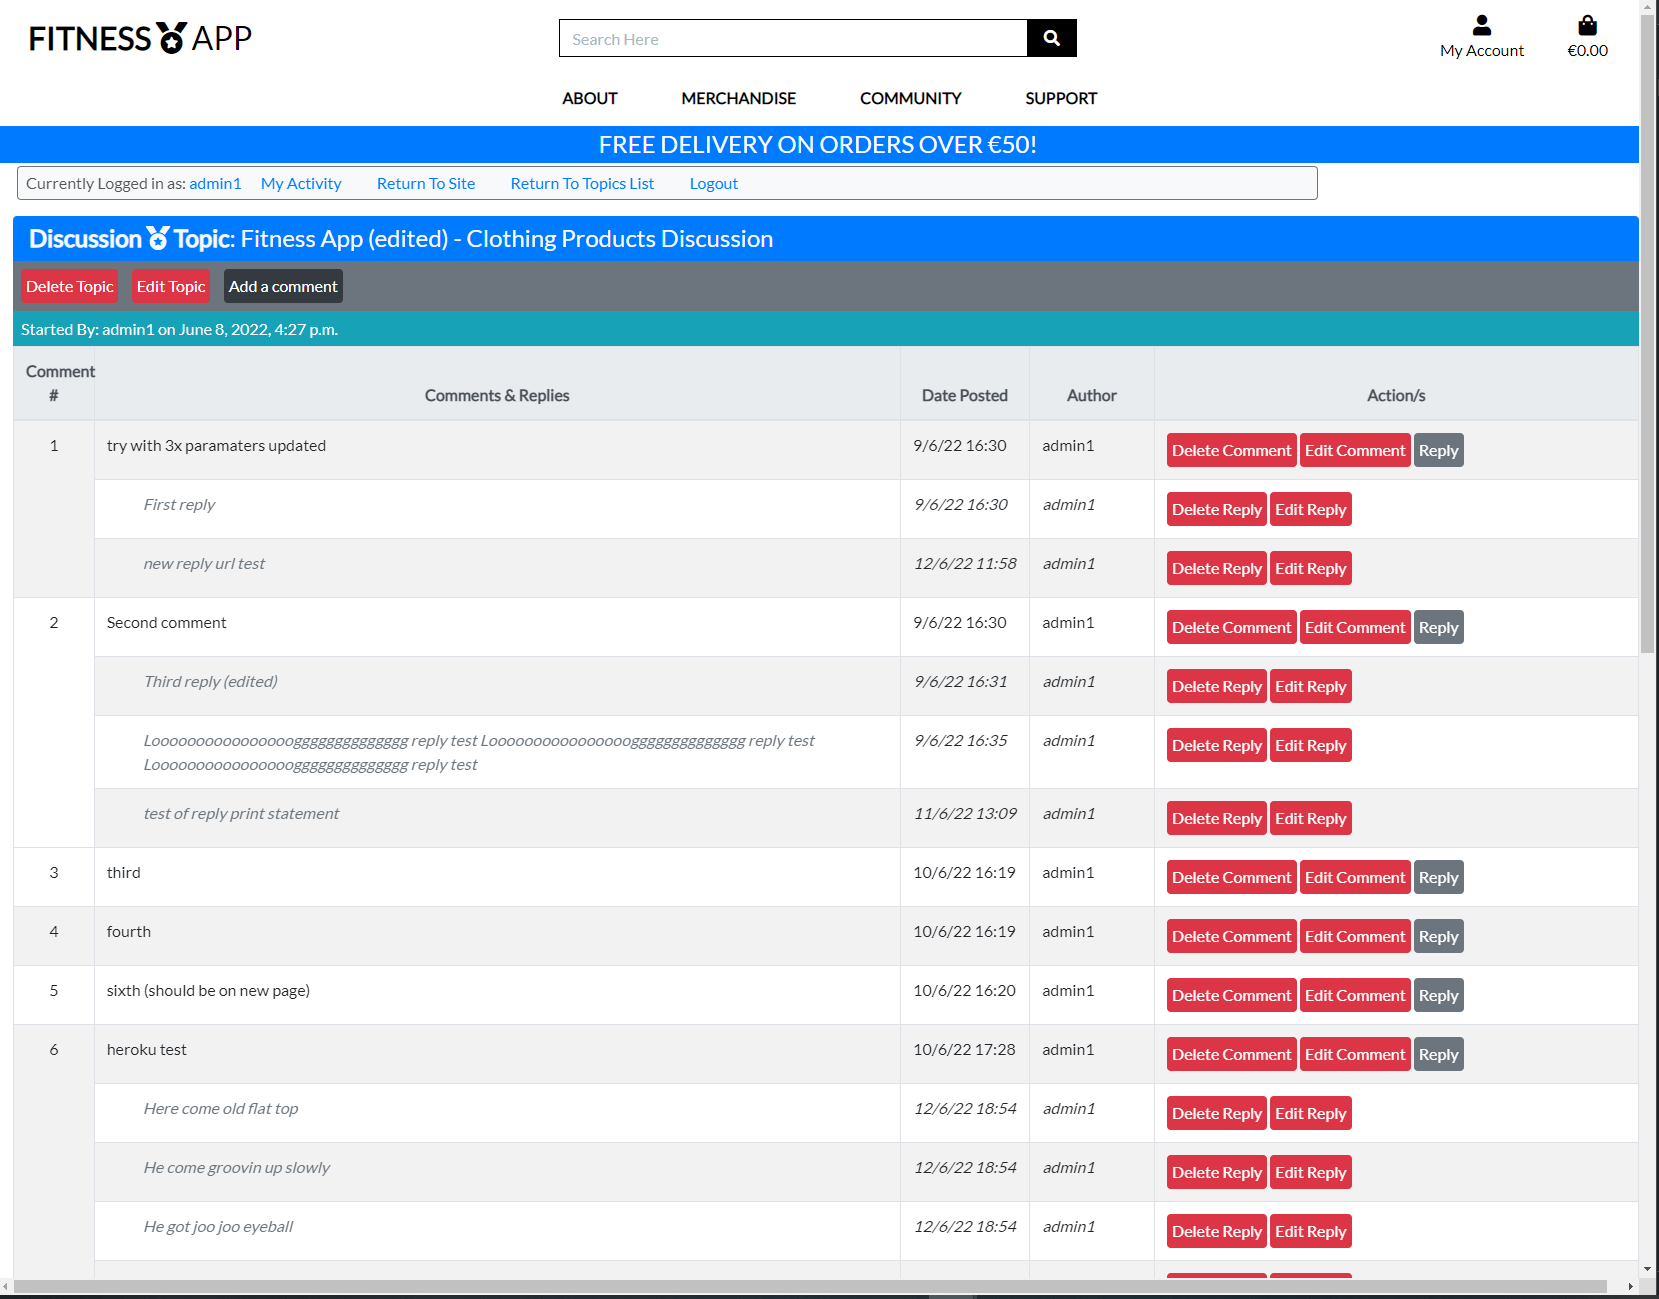 FITNESS APP
Search Here
My Account
€0.00
ABOUT MERCHANDISE COMMUNITY SUPPORT
FREE DELIVERY ON ORDERS OVER €50!
Currently Logged in as: admin1 My Activity Return To Site Return To Topics List Logout
Discussion Topic: Fitness App (edited) - Clothing Products Discussion
Delete Topic Edit Topic Add a comment
Started By: admin1 on June 8, 2022, 4:27 p.m.
Comment # Comments & Replies Date Posted Author Action/s
1 try with 3x paramaters updated 9/6/22 16:30 admin1 Delete Comment Edit Comment Reply
First reply 9/6/22 16:30 admin1 Delete Reply Edit Reply
new reply url test 12/6/22 11:58 admin1 Delete Reply Edit Reply
2 Second comment 9/6/22 16:30 admin1 Delete Comment Edit Comment Reply
Third reply (edited) 9/6/22 16:31 admin1 Delete Reply Edit Reply
Looooooooooooooooggggggggggggggg reply test Looooooooooooooooggggggggggggggg reply test 9/6/22 16:35 admin1 Delete Reply Edit Reply
Looooooooooooooooggggggggggggggg reply test
test of reply print statement 11/6/22 13:09 admin1 Delete Reply Edit Reply
3 third 10/6/22 16:19 admin1 Delete Comment Edit Comment Reply
4 fourth 10/6/22 16:19 admin1 Delete Comment Edit Comment Reply
5 sixth (should be on new page) 10/6/22 16:20 admin1 Delete Comment Edit Comment Reply
6 heroku test 10/6/22 17:28 admin1 Delete Comment Edit Comment Reply
Here come old flat top 12/6/22 18:54 admin1 Delete Reply Edit Reply
He come groovin up slowly 12/6/22 18:54 admin1 Delete Reply Edit Reply
He got joo joo eyeball 12/6/22 18:54 admin1 Delete Reply Edit Reply